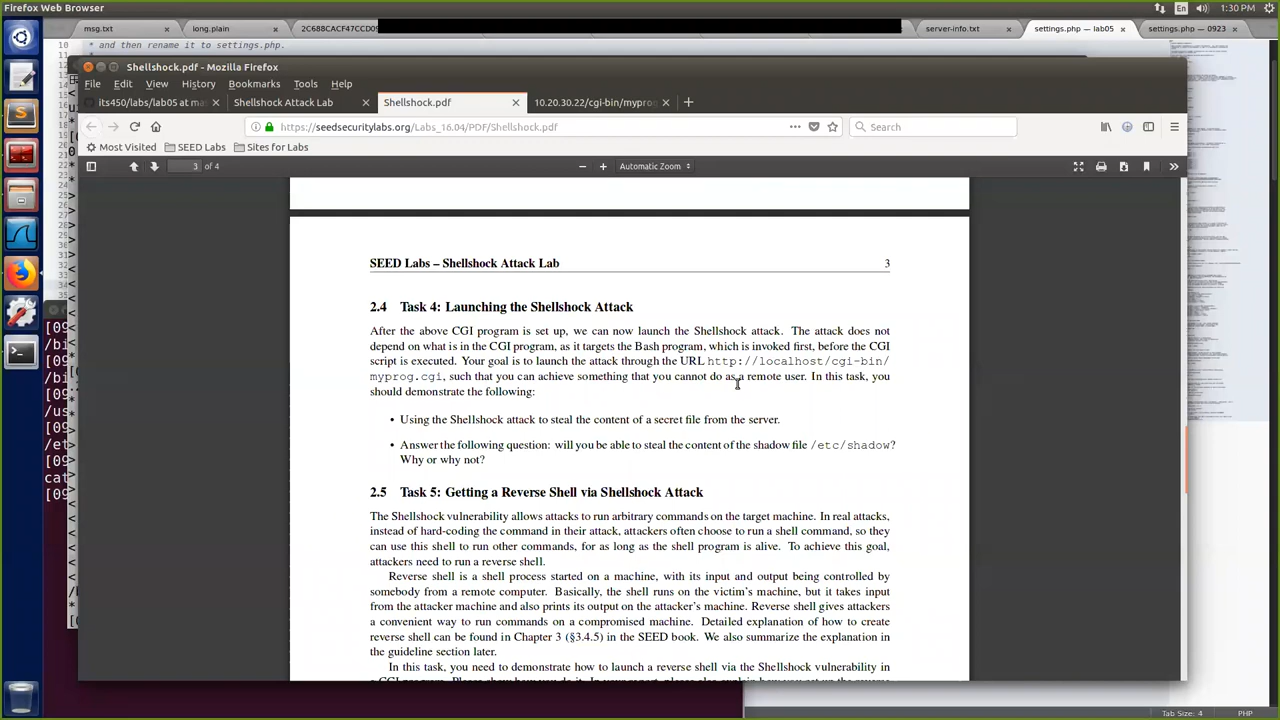 Firefox Web Browser
En
1:30 PM
msg.txt
long.plain
server-info.txt
settings.php — lab05
settings.php — 0923
10
* and then rename it to settings.php.
Shellshock.pdf - Mozilla Firefox
File Edit View History Bookmarks
its450/labs/lab05 at ma
Shellshock Attack Lab
Shellshock.pdf
10.20.30.22/cgi-bin/myprog
https://seedsecuritylabs.org/Labs_16.04/PDF/Shellshock.pdf
Search
Most Visited
SEED Labs
Sites for Labs
3 of 4
Automatic Zoom
SEED Labs – Shellshock Attack Lab
3
2.4 Task 4: Launching the Shellshock Attack
After the above CGI program is set up, we can now launch the Shellshock attack. The attack does not
depend on what is in the CGI program, as it targets the Bash program, which is invoked first, before the CGI
script is executed. Your goal is to launch the attack through the URL http://localhost/cgi-bin/
myprog.cgi, such that you can achieve something that you cannot do as a remote user. In this task, you
should demonstrate the following:
• Using the Shellshock attack to steal the content of a secret file from the server.
• Answer the following question: will you be able to steal the content of the shadow file /etc/shadow?
Why or why not?
2.5 Task 5: Getting a Reverse Shell via Shellshock Attack
The Shellshock vulnerability allows attacks to run arbitrary commands on the target machine. In real attacks,
instead of hard-coding the command in their attack, attackers often choose to run a shell command, so they
can use this shell to run other commands, for as long as the shell program is alive. To achieve this goal,
attackers need to run a reverse shell.
Reverse shell is a shell process started on a machine, with its input and output being controlled by
somebody from a remote computer. Basically, the shell runs on the victim's machine, but it takes input
from the attacker machine and also prints its output on the attacker's machine. Reverse shell gives attackers
a convenient way to run commands on a compromised machine. Detailed explanation of how to create
reverse shell can be found in Chapter 3 (§3.4.5) in the SEED book. We also summarize the explanation in
the guideline section later.
In this task, you need to demonstrate how to launch a reverse shell via the Shellshock vulnerability in
Tab Size: 4
PHP